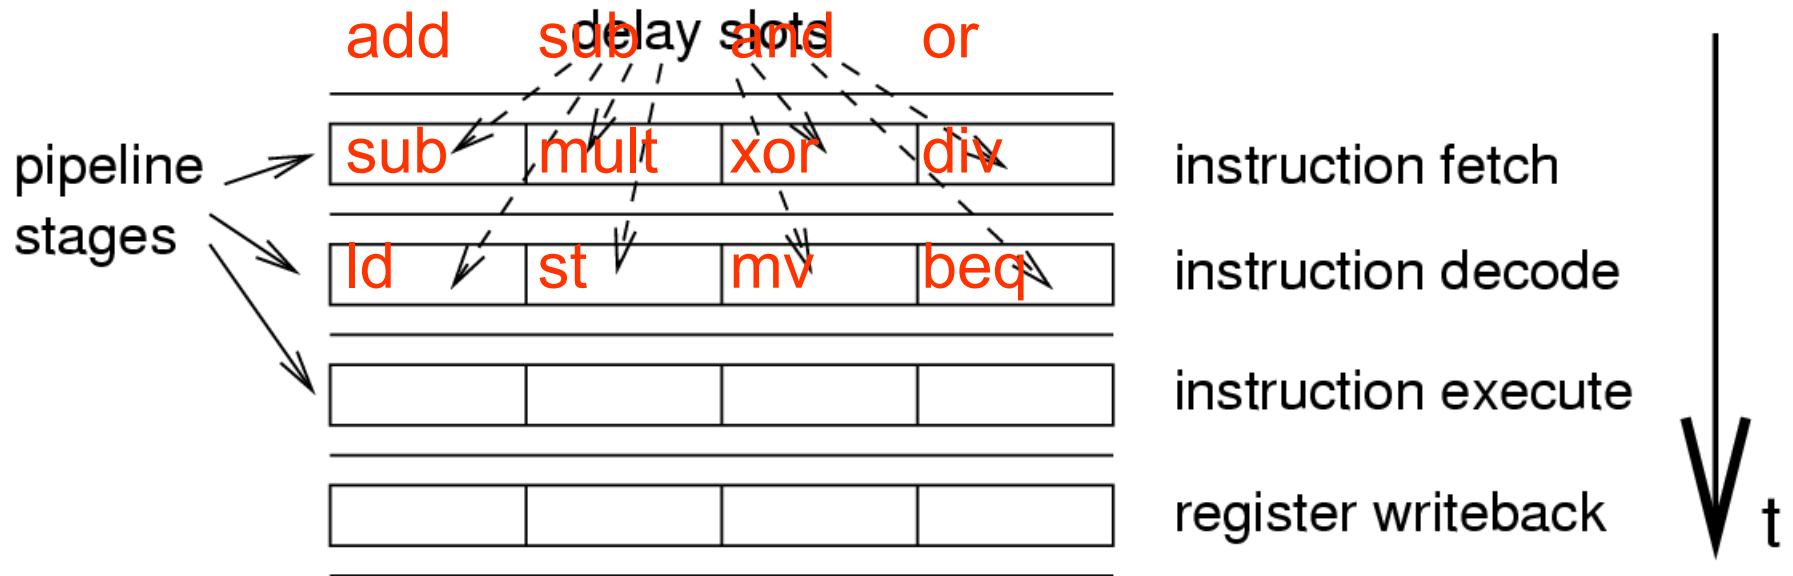 delay slots
add sub and or
pipeline
stages
sub mult xor div
instruction fetch
ld st mv beq
instruction decode
instruction execute
register writeback
t